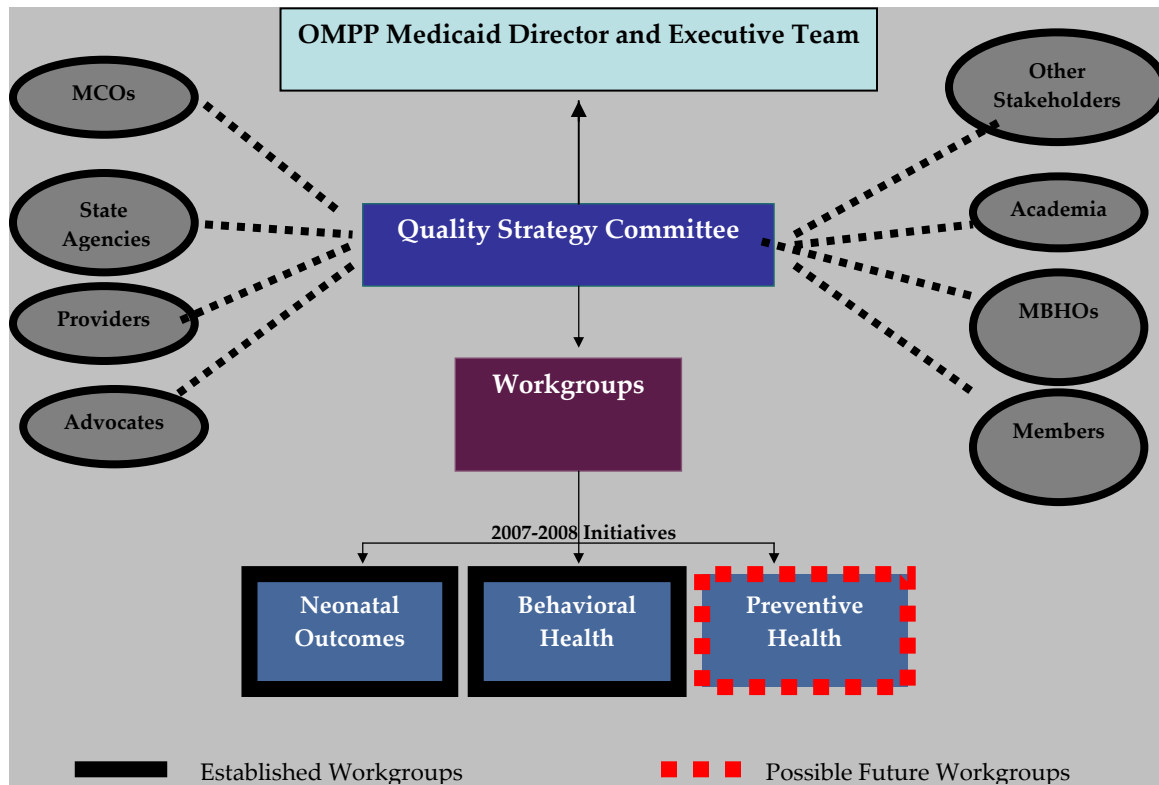 OMPP Medicaid Director and Executive Team
MCOs
Other
Stakeholders
State
Agencies
Quality Strategy Committee
Academia
Providers
MBHOs
Workgroups
Advocates
Members
2007-2008 Initiatives
Neonatal
Outcomes
Behavioral
Health
Preventive
Health
Established Workgroups
Possible Future Workgroups